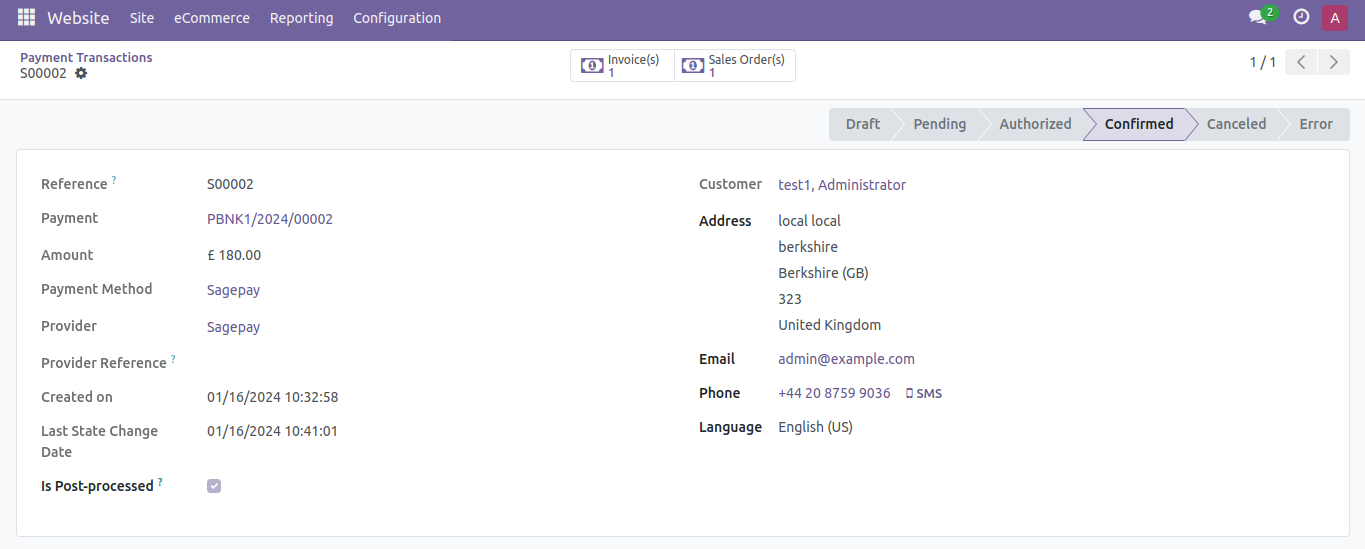 Website Site eCommerce Reporting Configuration 2 A
Payment Transactions
S00002
Invoice(s)
1
Sales Order(s)
1
1 / 1
Draft Pending Authorized Confirmed Canceled Error
Reference ? S00002
Payment PBNK1/2024/00002
Amount £ 180.00
Payment Method Sagepay
Provider Sagepay
Provider Reference ?
Created on 01/16/2024 10:32:58
Last State Change
Date
01/16/2024 10:41:01
Is Post-processed ?
Customer test1, Administrator
Address local local
berkshire
Berkshire (GB)
323
United Kingdom
Email admin@example.com
Phone +44 20 8759 9036 SMS
Language English (US)